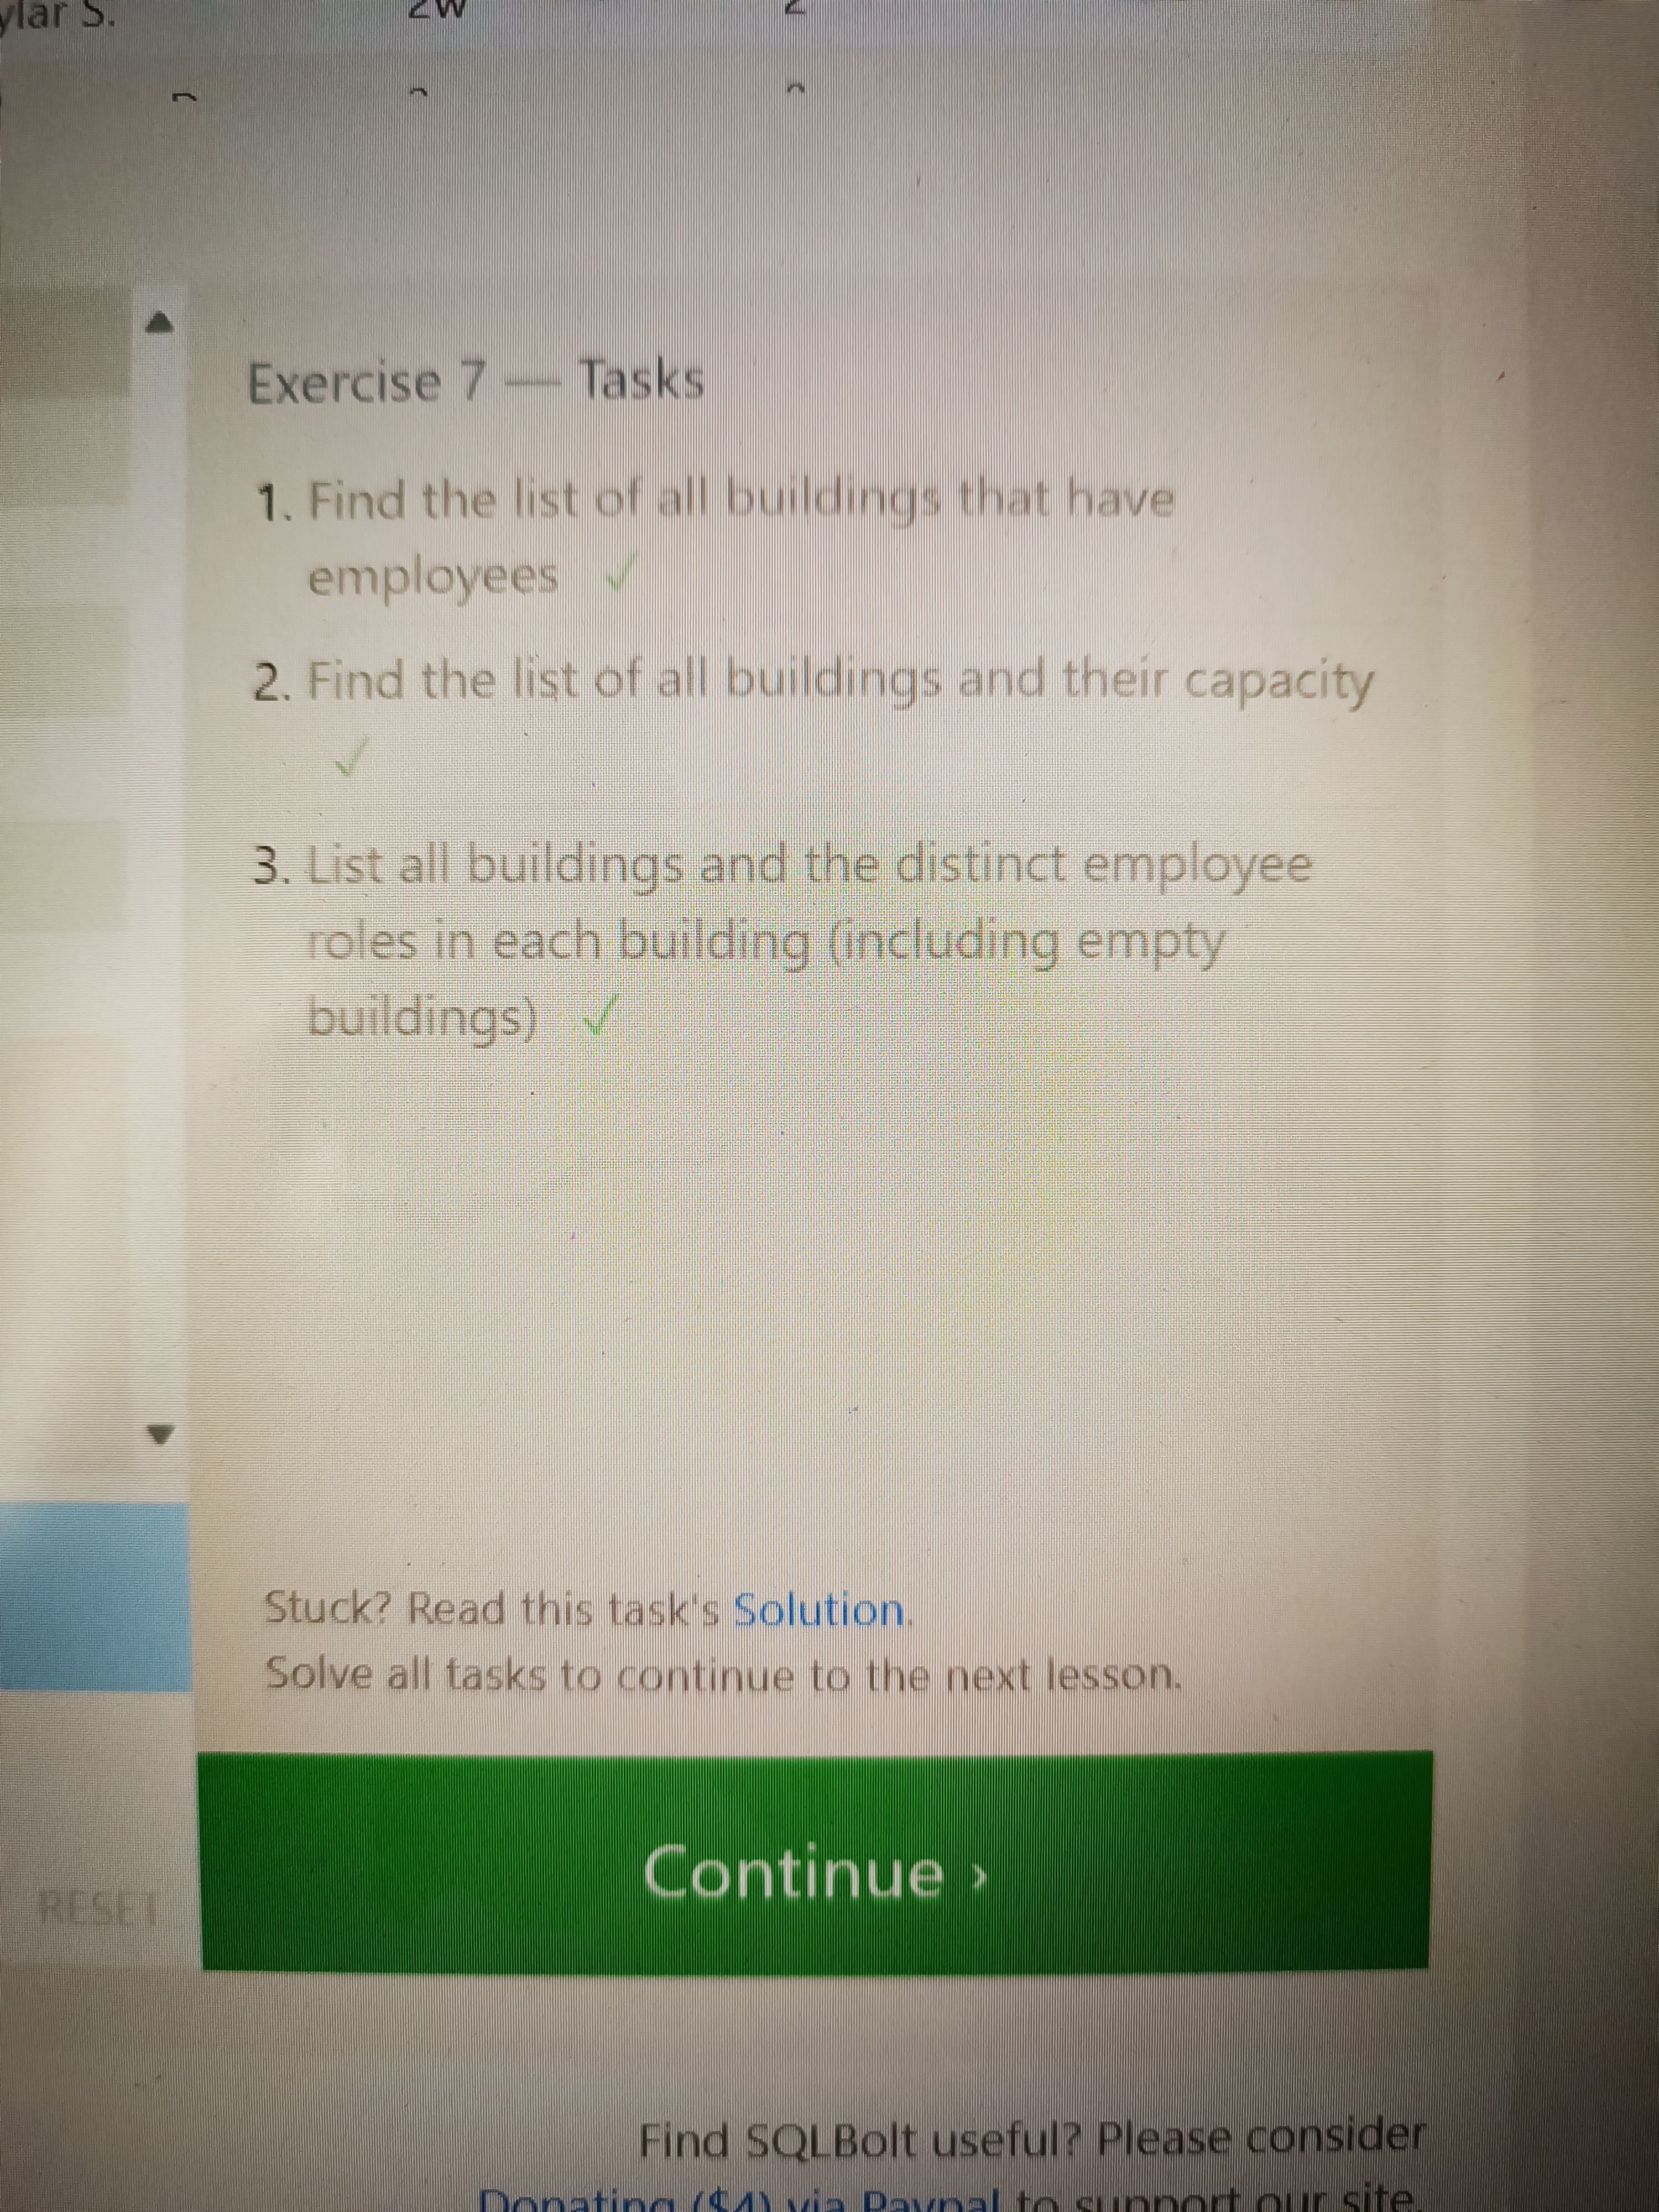 ylar S. 2W 2
Exercise 7 — Tasks
1. Find the list of all buildings that have
employees ✓
2. Find the list of all buildings and their capacity
✓
3. List all buildings and the distinct employee
roles in each building (including empty
buildings) ✓
Stuck? Read this task's Solution.
Solve all tasks to continue to the next lesson.
RESET
Continue ›
Find SQLBolt useful? Please consider
Donating ($4) via Paypal to support our site.